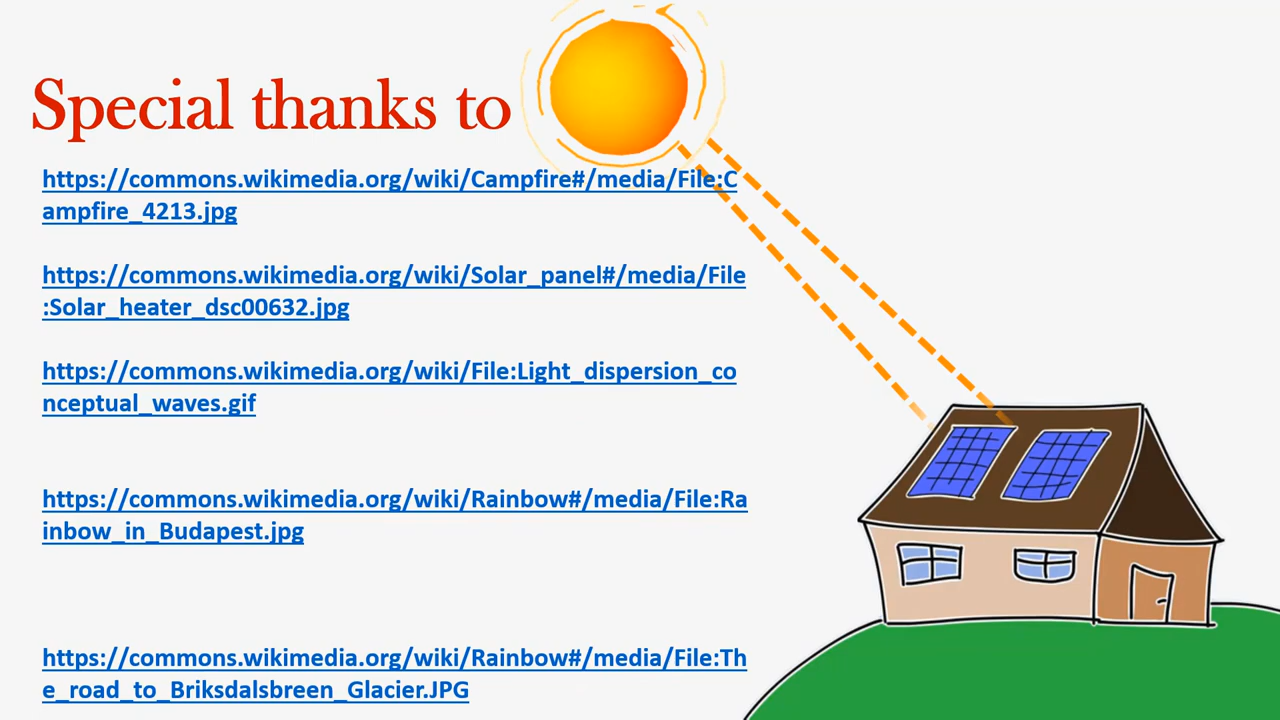 Special thanks to
https://commons.wikimedia.org/wiki/Campfire#/media/File:C
ampfire_4213.jpg
https://commons.wikimedia.org/wiki/Solar_panel#/media/File
:Solar_heater_dsc00632.jpg
https://commons.wikimedia.org/wiki/File:Light_dispersion_co
nceptual_waves.gif
https://commons.wikimedia.org/wiki/Rainbow#/media/File:Ra
inbow_in_Budapest.jpg
https://commons.wikimedia.org/wiki/Rainbow#/media/File:Th
e_road_to_Briksdalsbreen_Glacier.JPG